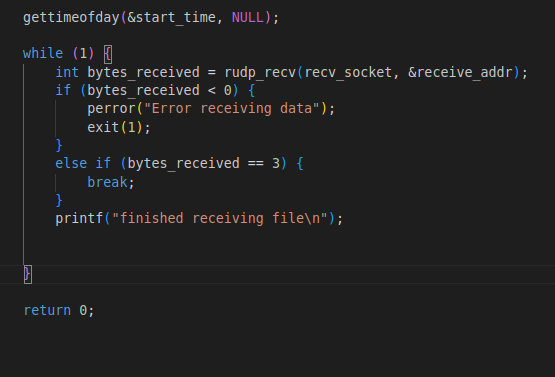 gettimeofday(&start_time, NULL);
while (1) {
int bytes_received = rudp_recv(recv_socket, &receive_addr);
if (bytes_received < 0) {
perror("Error receiving data");
exit(1);
}
else if (bytes_received == 3) {
break;
}
printf("finished receiving file\n");
}
return 0;